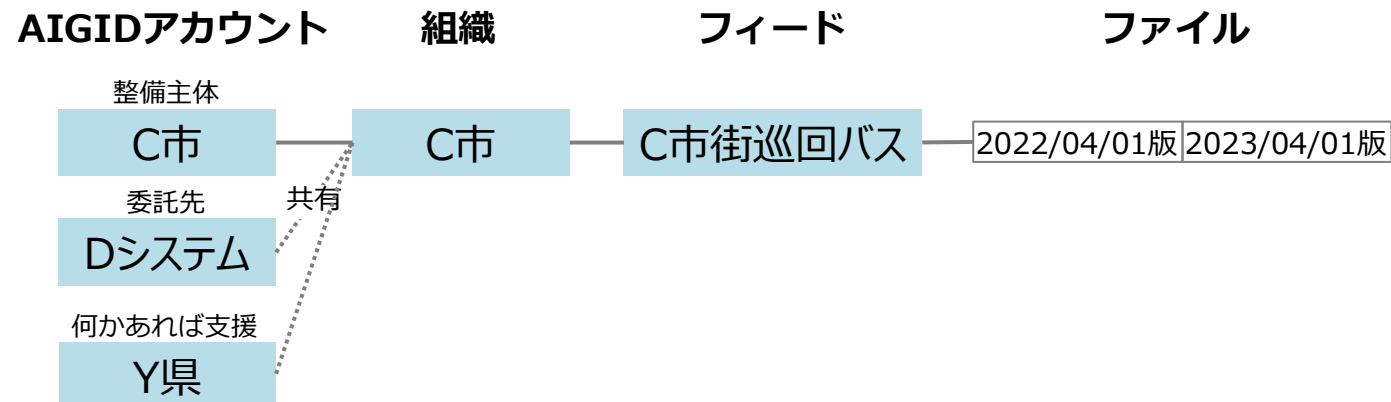 AIGIDアカウント 組織 フィード ファイル
整備主体
C市 C市 C市街巡回バス 2022/04/01版 2023/04/01版
委託先 共有
Dシステム
何かあれば支援
Y県